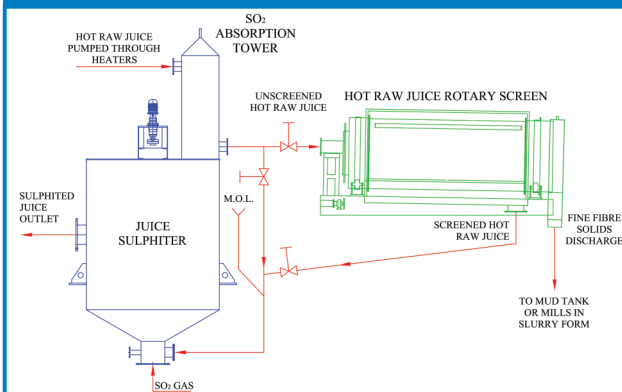 SO₂
ABSORPTION
TOWER
HOT RAW JUICE
PUMPED THROUGH
HEATERS
UNSCREENED
HOT RAW JUICE
HOT RAW JUICE ROTARY SCREEN
SULPHITED
JUICE
OUTLET
JUICE
SULPHITER
M.O.L.
SCREENED HOT
RAW JUICE
FINE FIBRE
SOLIDS
DISCHARGE
TO MUD TANK
OR MILLS IN
SLURRY FORM
SO₂ GAS